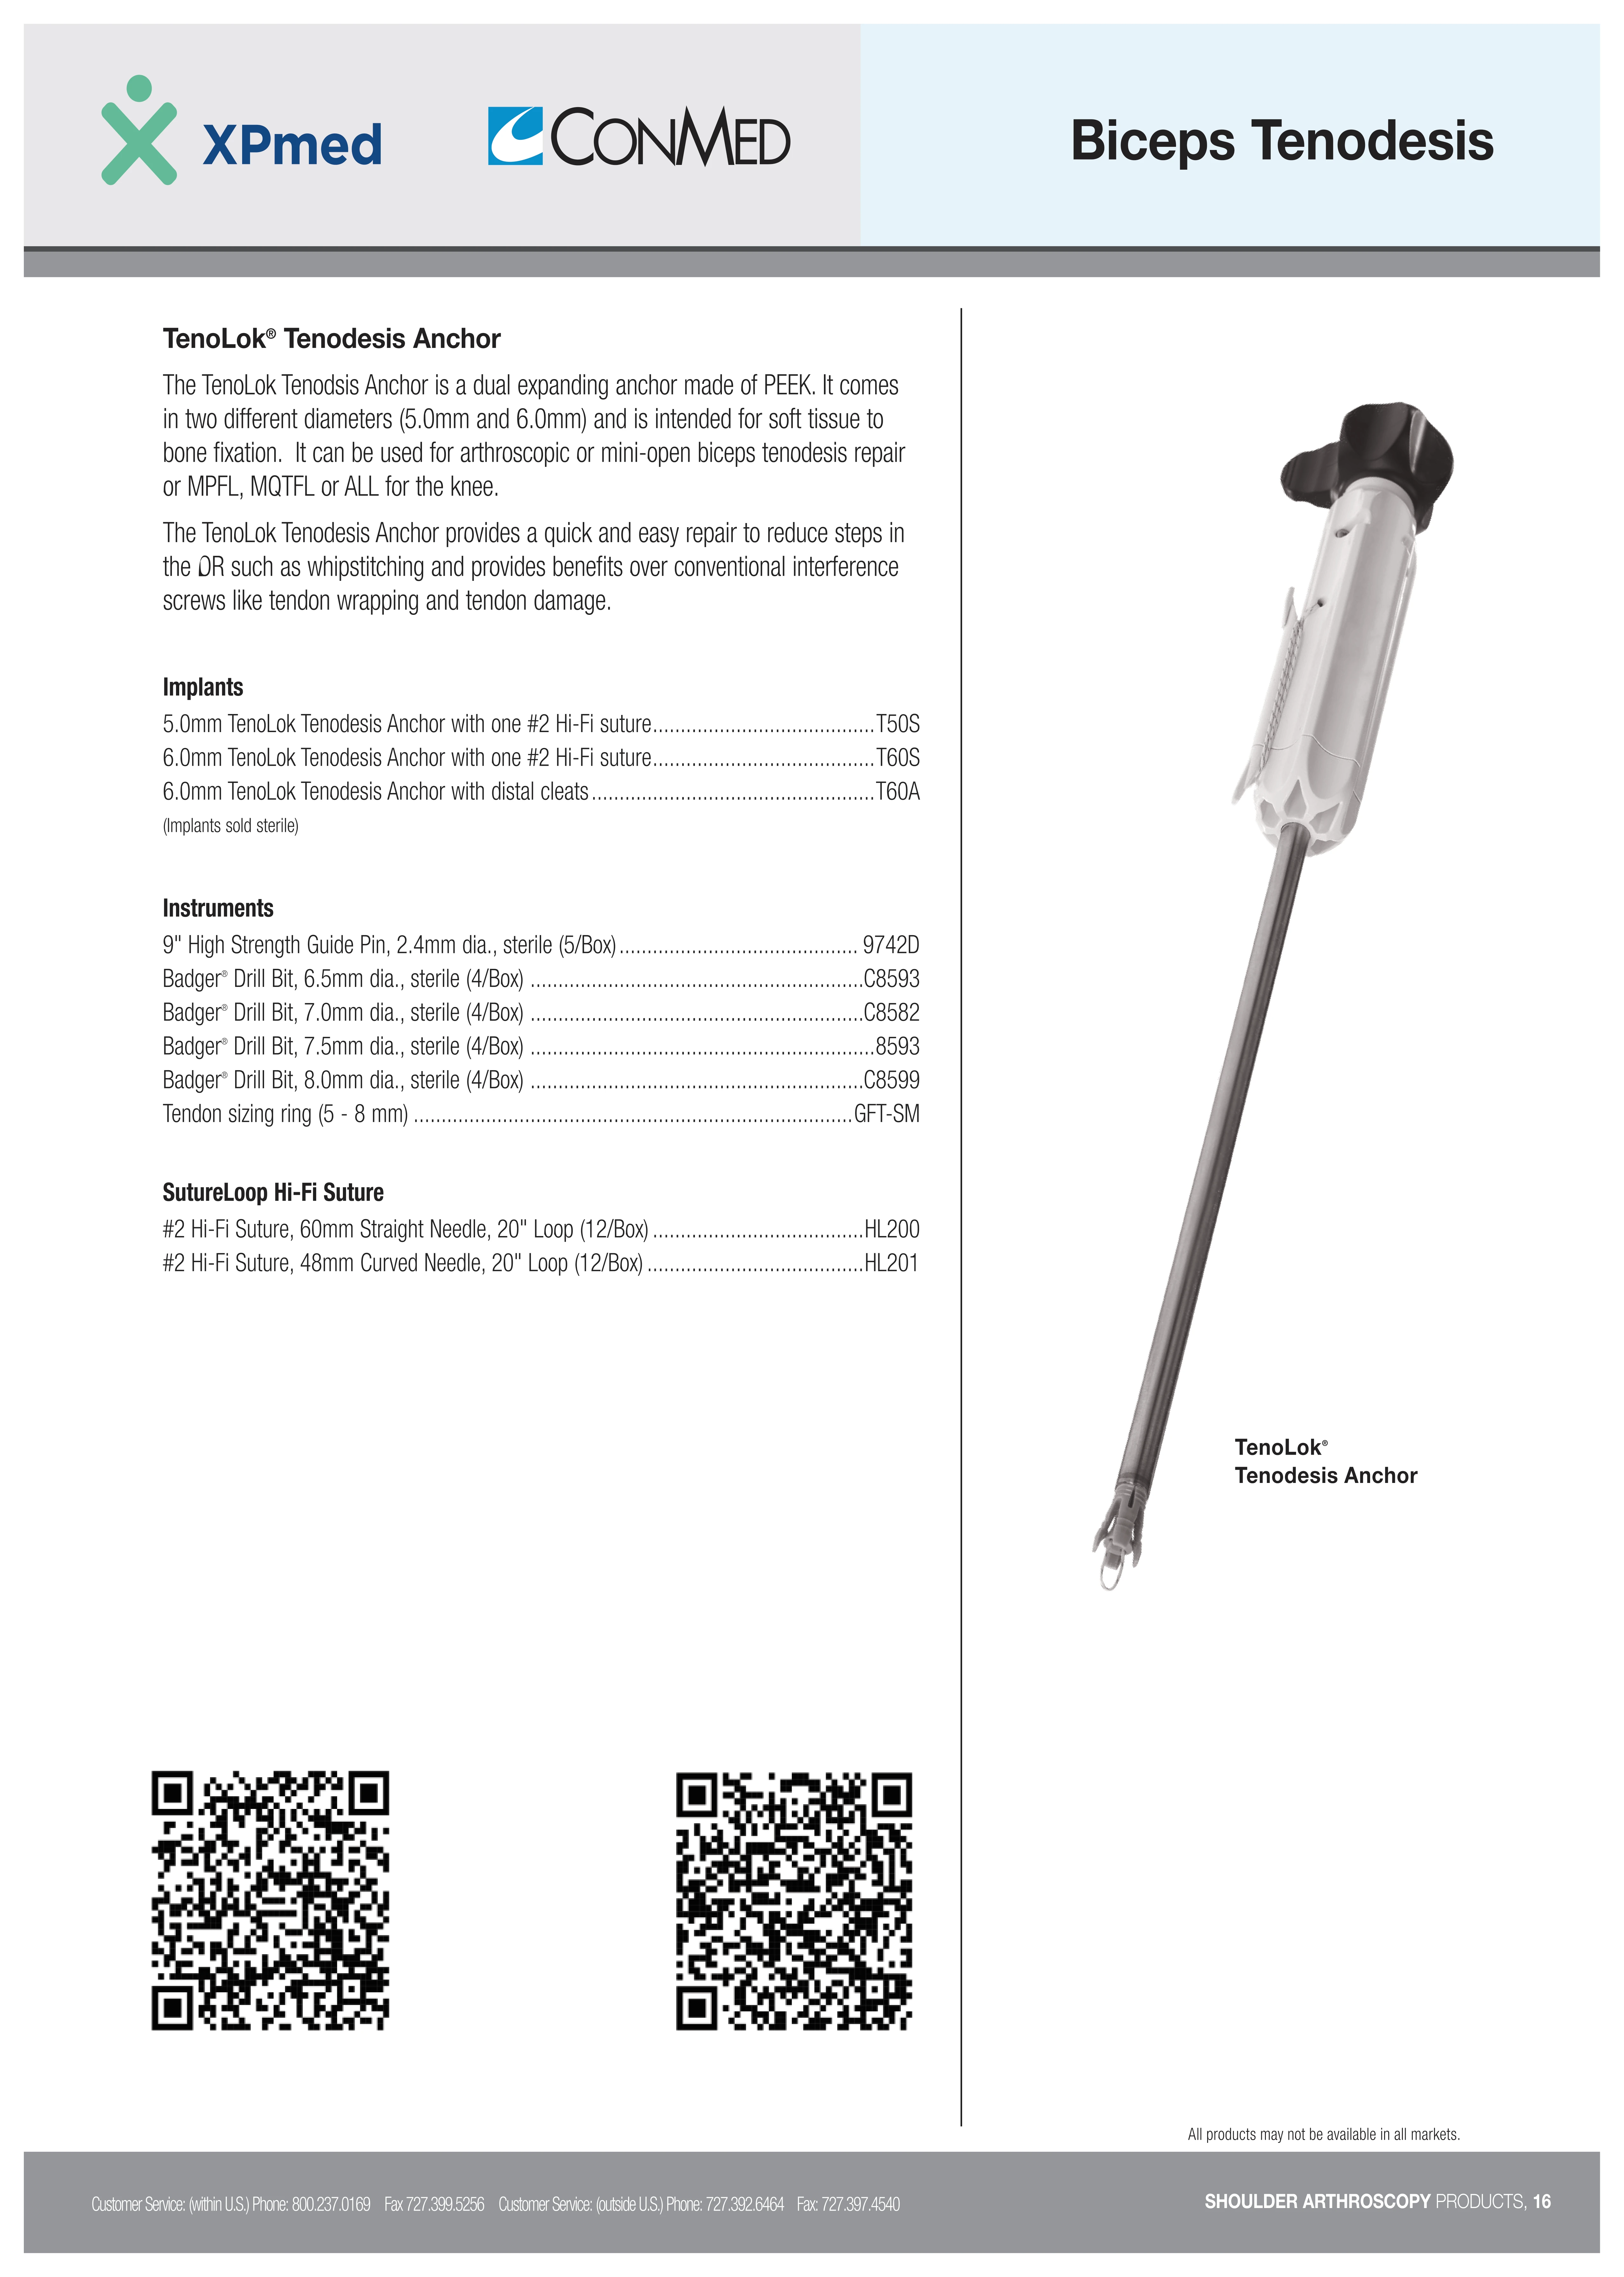 XPmed
CONMED
Biceps Tenodesis
TenoLok® Tenodesis Anchor
The TenoLok Tenodsis Anchor is a dual expanding anchor made of PEEK. It comes
in two different diameters (5.0mm and 6.0mm) and is intended for soft tissue to
bone fixation.  It can be used for arthroscopic or mini-open biceps tenodesis repair
or MPFL, MQTFL or ALL for the knee.
The TenoLok Tenodesis Anchor provides a quick and easy repair to reduce steps in
the OR such as whipstitching and provides benefits over conventional interference
screws like tendon wrapping and tendon damage.
Implants
5.0mm TenoLok Tenodesis Anchor with one #2 Hi-Fi suture........................................T50S
6.0mm TenoLok Tenodesis Anchor with one #2 Hi-Fi suture........................................T60S
6.0mm TenoLok Tenodesis Anchor with distal cleats...................................................T60A
(Implants sold sterile)
Instruments
9" High Strength Guide Pin, 2.4mm dia., sterile (5/Box)........................................... 9742D
Badger® Drill Bit, 6.5mm dia., sterile (4/Box) ............................................................C8593
Badger® Drill Bit, 7.0mm dia., sterile (4/Box) ............................................................C8582
Badger® Drill Bit, 7.5mm dia., sterile (4/Box) ..............................................................8593
Badger® Drill Bit, 8.0mm dia., sterile (4/Box) ............................................................C8599
Tendon sizing ring (5 - 8 mm) ...............................................................................GFT-SM
SutureLoop Hi-Fi Suture
#2 Hi-Fi Suture, 60mm Straight Needle, 20" Loop (12/Box)......................................HL200
#2 Hi-Fi Suture, 48mm Curved Needle, 20" Loop (12/Box).......................................HL201
TenoLok®
Tenodesis Anchor
All products may not be available in all markets.
Customer Service: (within U.S.) Phone: 800.237.0169    Fax 727.399.5256    Customer Service: (outside U.S.) Phone: 727.392.6464    Fax: 727.397.4540
SHOULDER ARTHROSCOPY PRODUCTS, 16